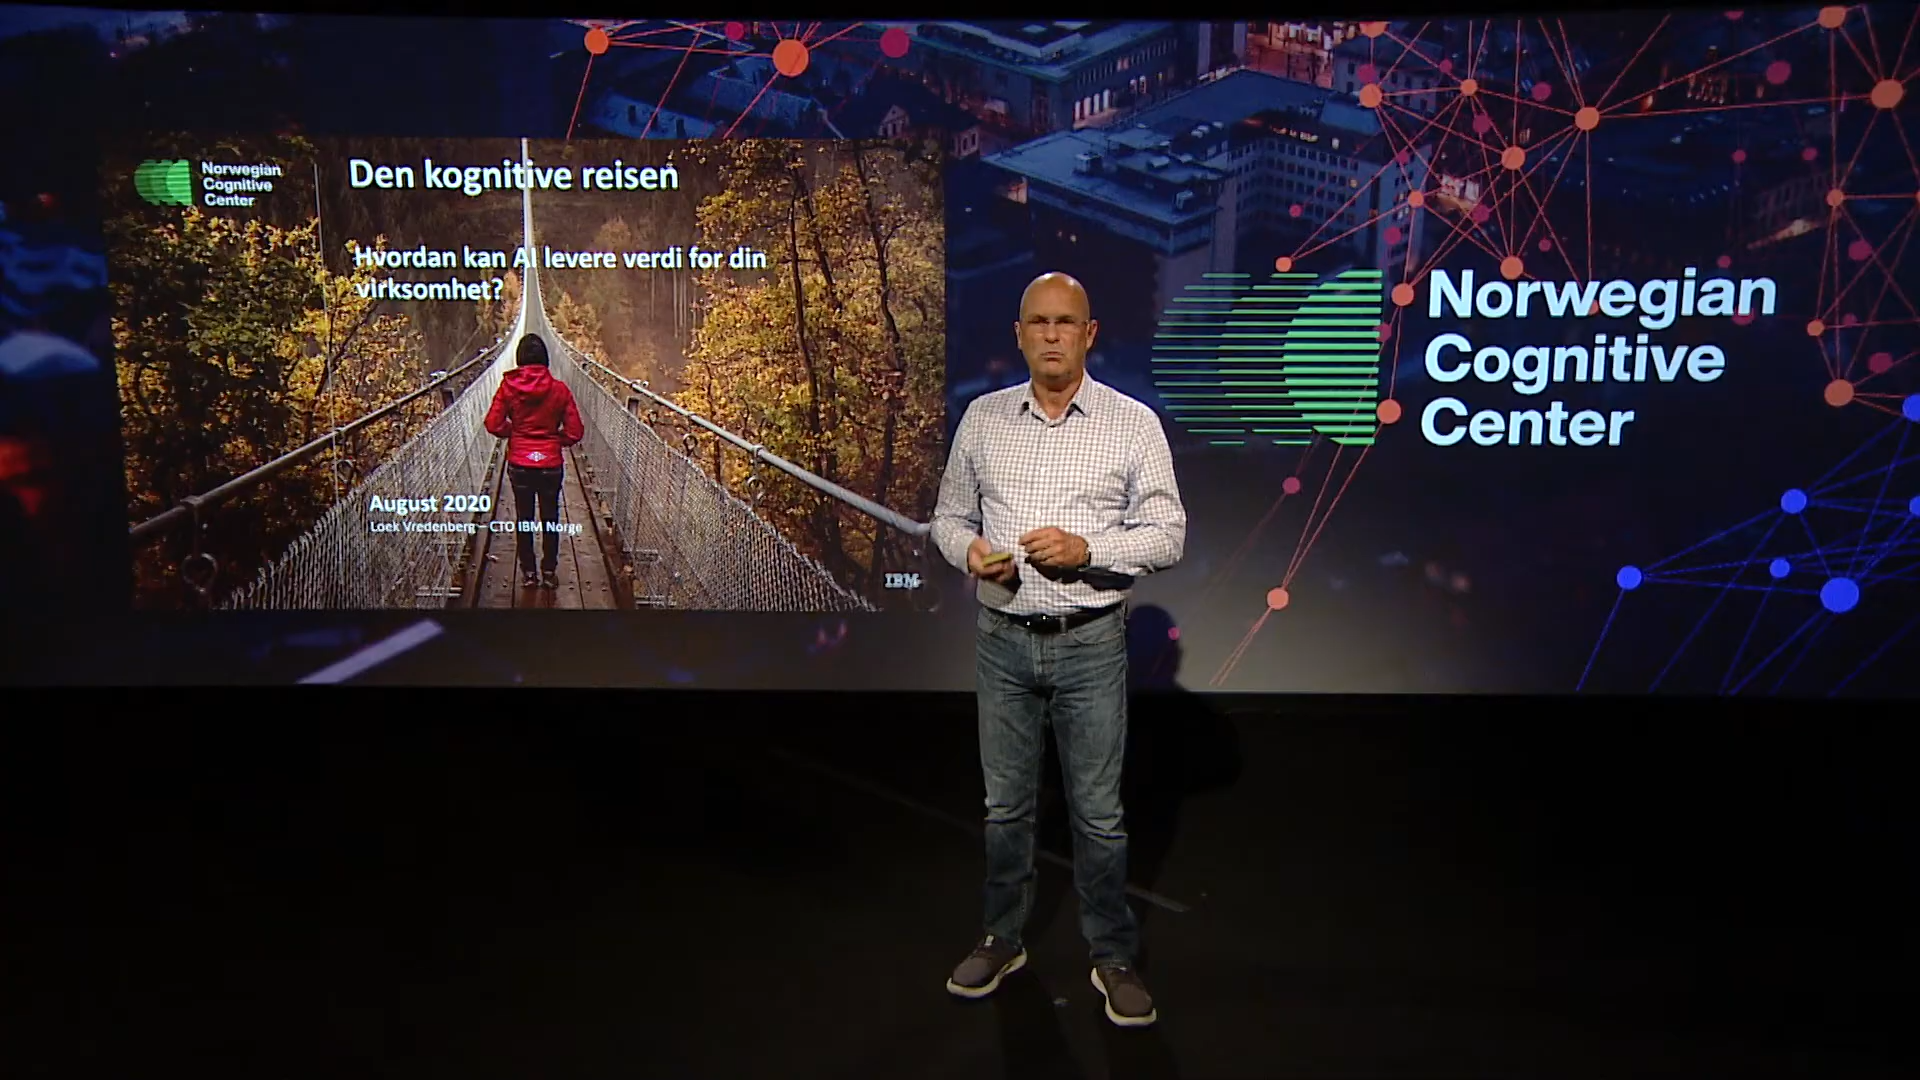 Norwegian
Cognitive
Center
Den kognitive reisen
Hvordan kan AI levere verdi for din
virksomhet?
August 2020
Loek Vredenberg – CTO IBM Norge
IBM
Norwegian
Cognitive
Center